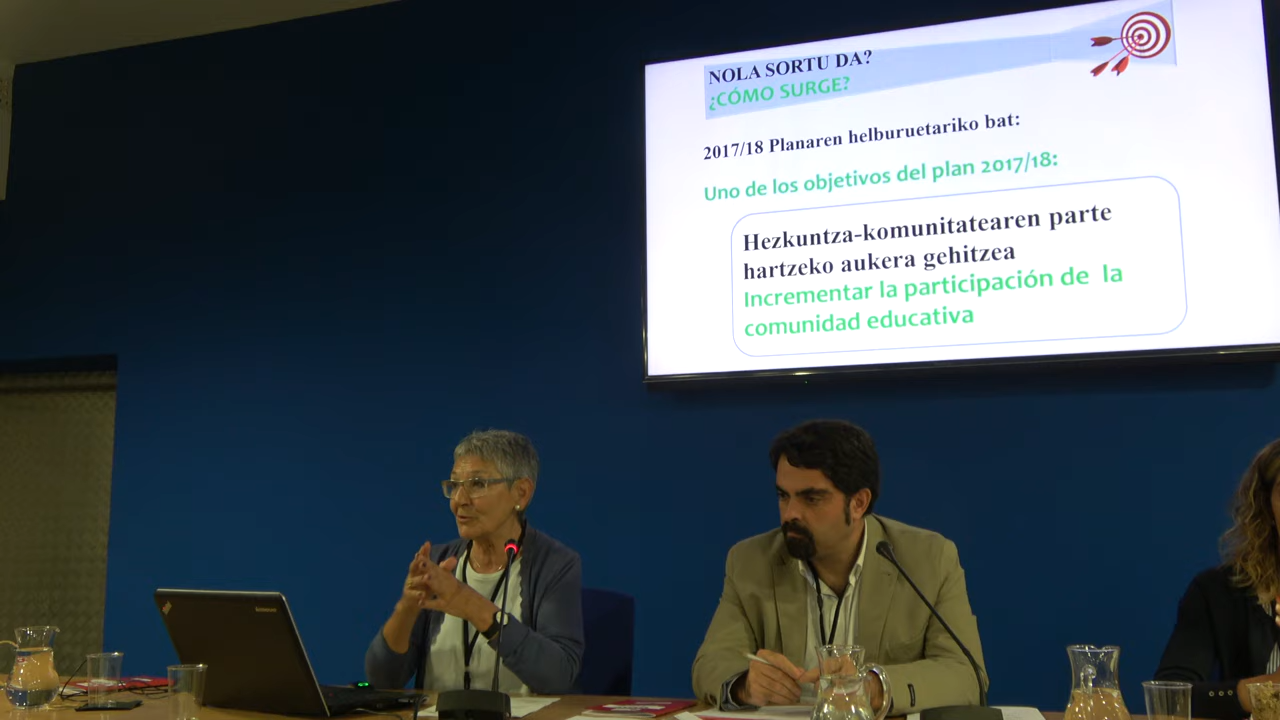 NOLA SORTU DA?
¿CÓMO SURGE?
2017/18 Planaren helburuetariko bat:
Uno de los objetivos del plan 2017/18:
Hezkuntza-komunitatearen parte
hartzeko aukera gehitzea
Incrementar la participación de la
comunidad educativa